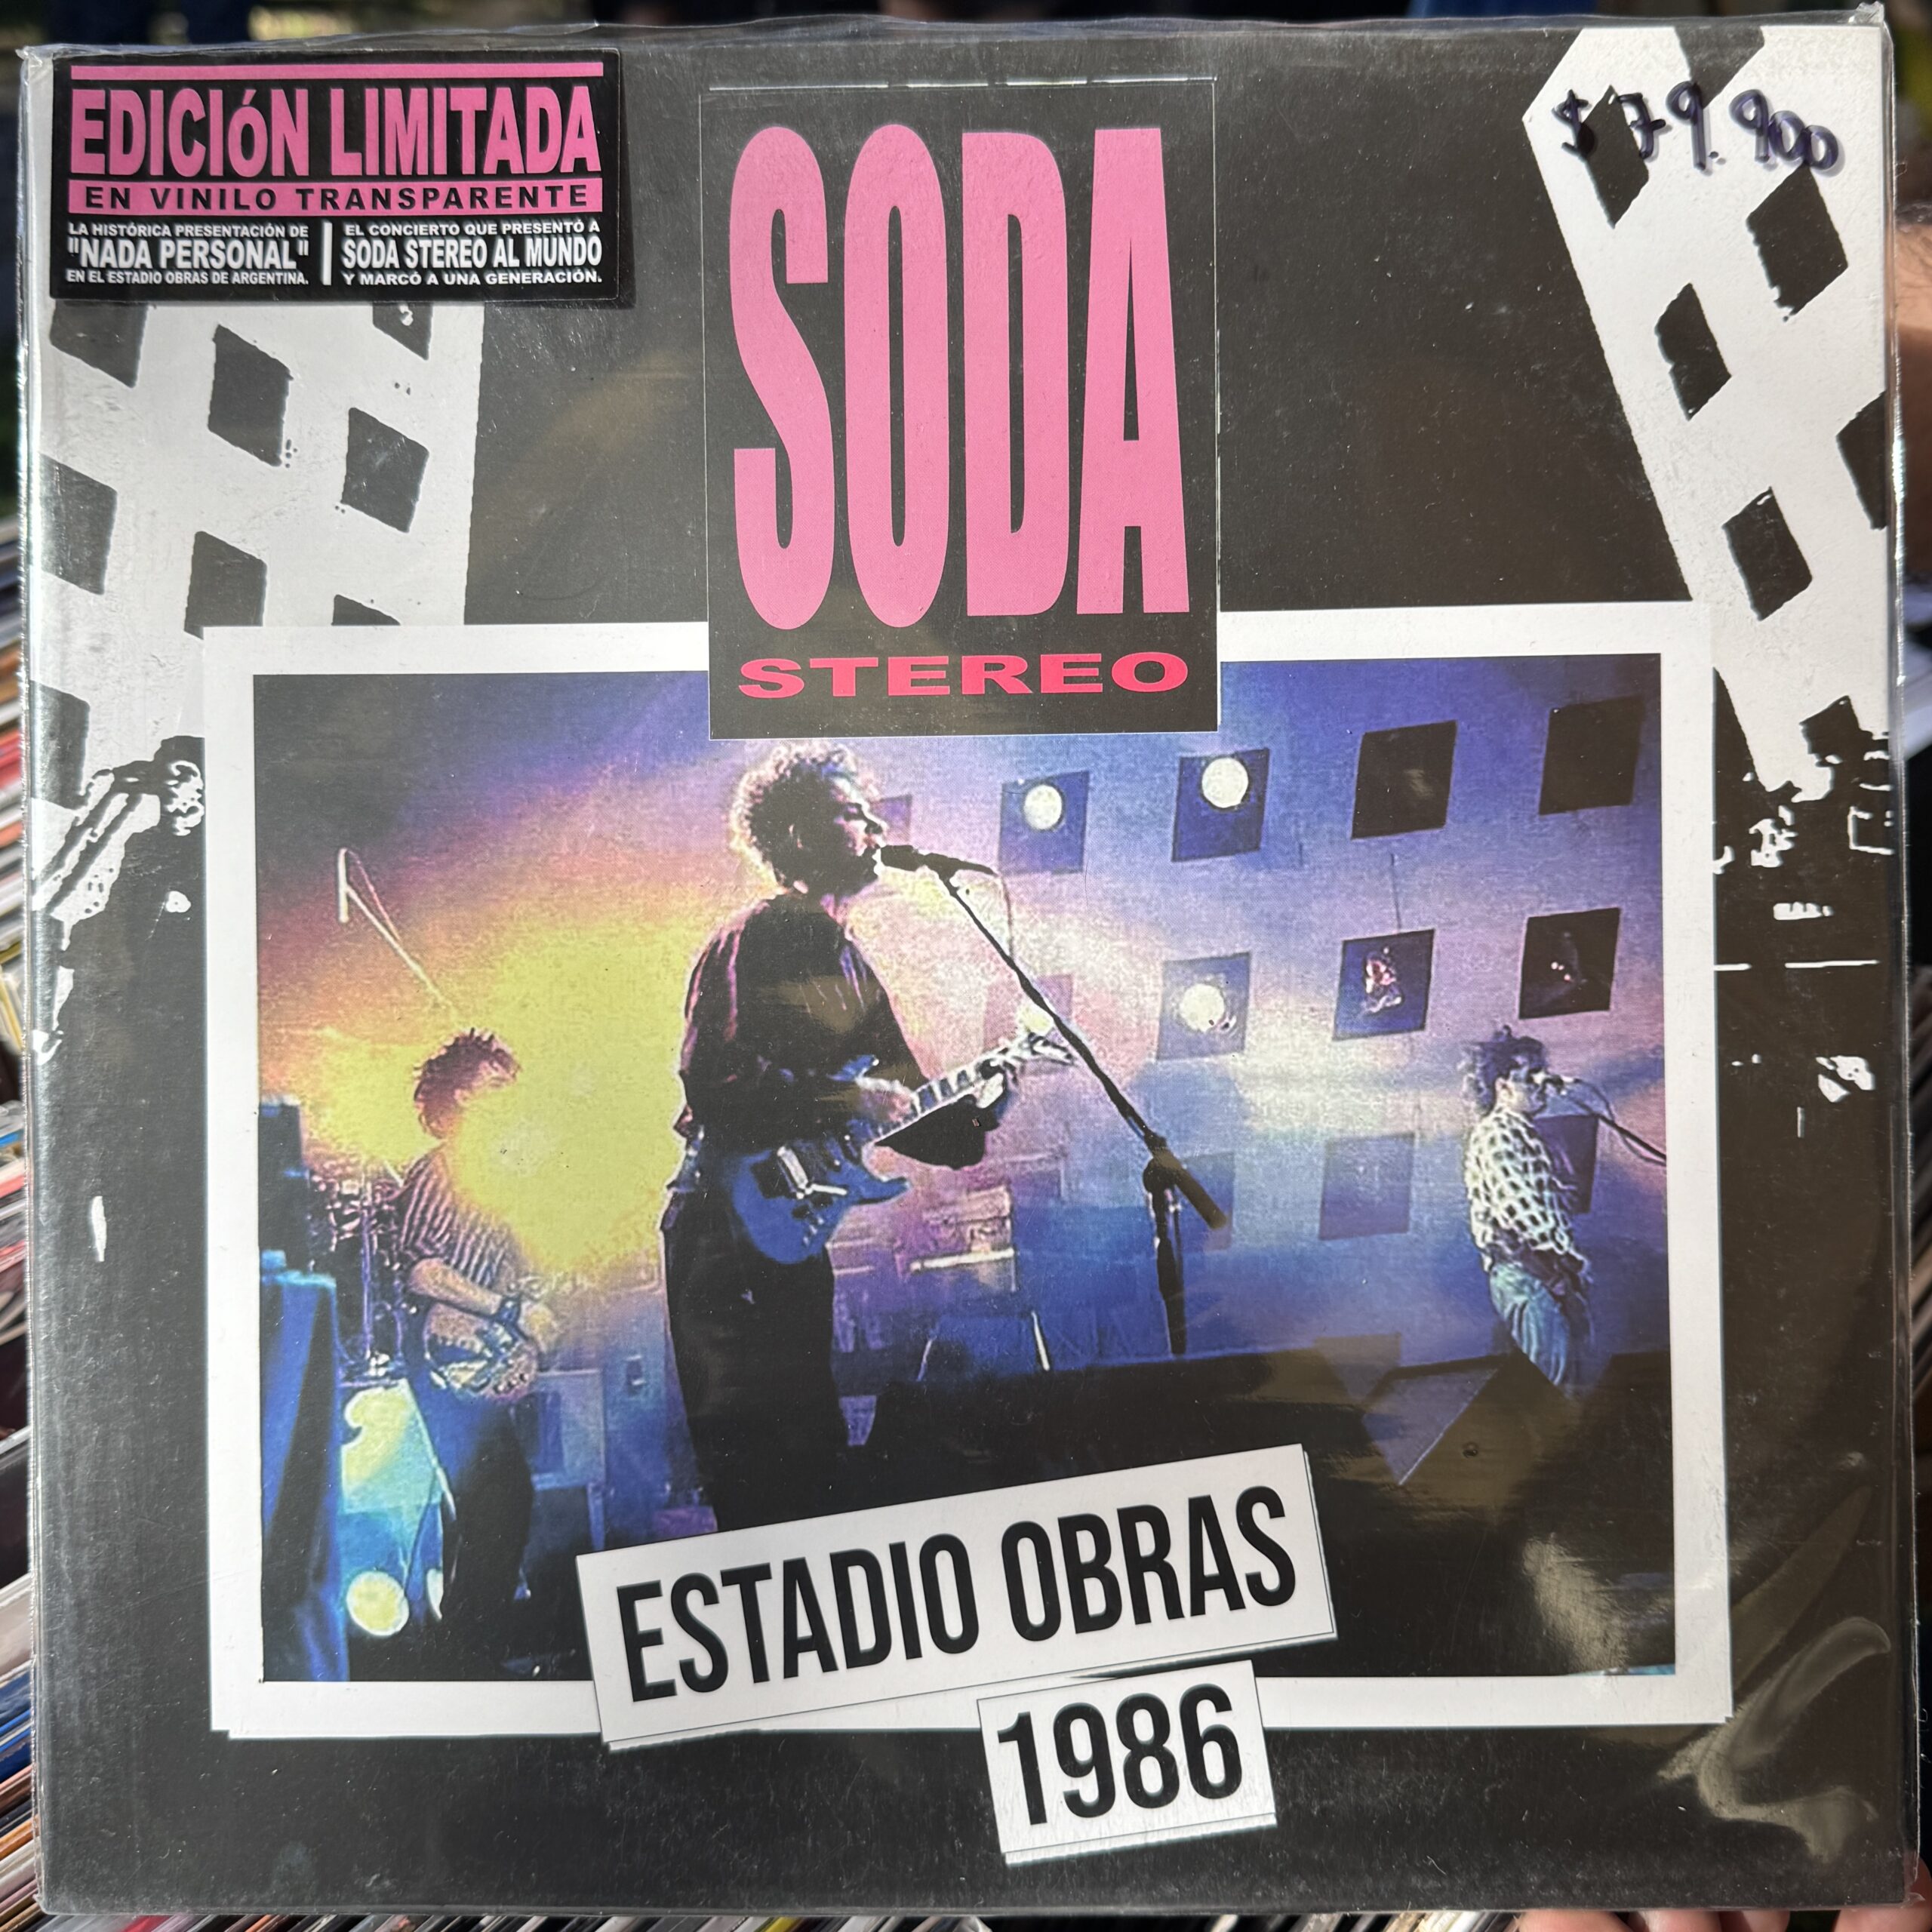 EDICIÓN LIMITADA
EN VINILO TRANSPARENTE
LA HISTÓRICA PRESENTACIÓN DE
"NADA PERSONAL"
EN EL ESTADIO OBRAS DE ARGENTINA.
EL CONCIERTO QUE PRESENTÓ A
SODA STEREO AL MUNDO
Y MARCÓ A UNA GENERACIÓN.
$79.900
SODA
STEREO
ESTADIO OBRAS
1986